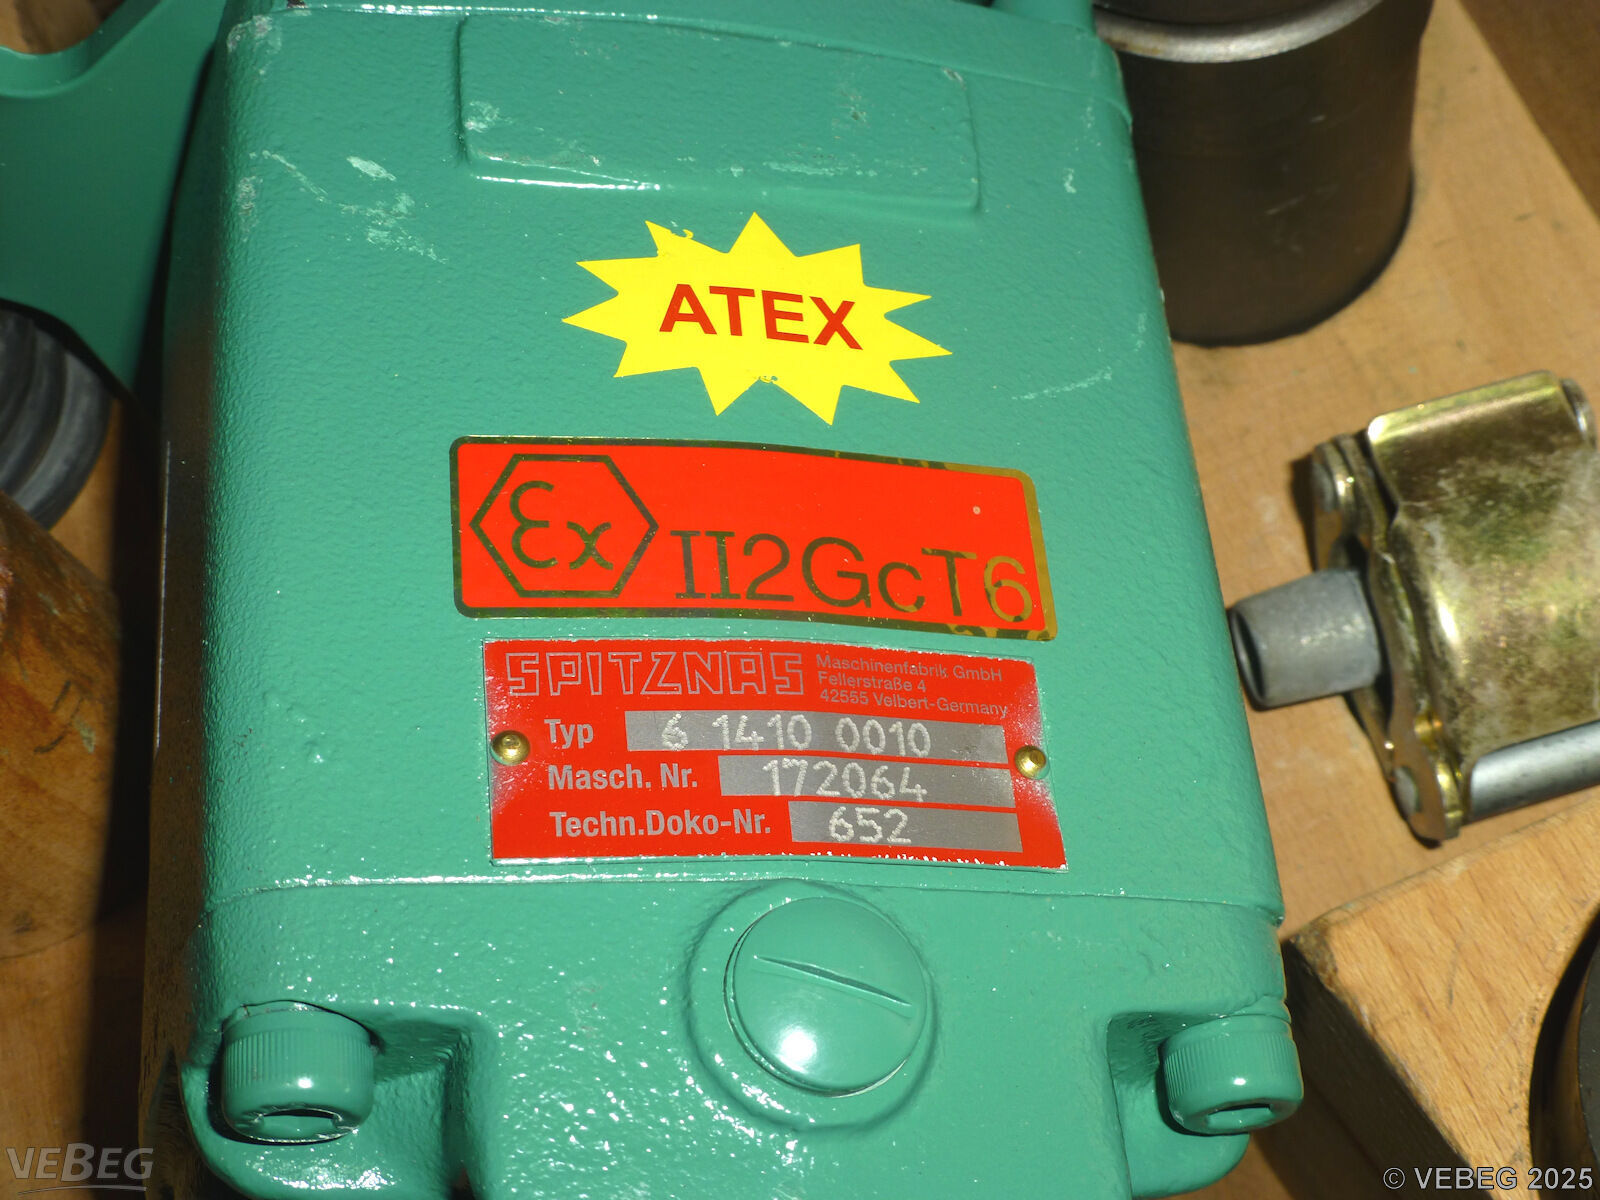 ATEX
Ex II2GcT6
SPITZNAS Maschinenfabrik GmbH
Fellerstraße 4
42555 Velbert-Germany
Typ 6 1410 0010
Masch. Nr. 172064
Techn.Doko-Nr. 652
VEBEG
© VEBEG 2025